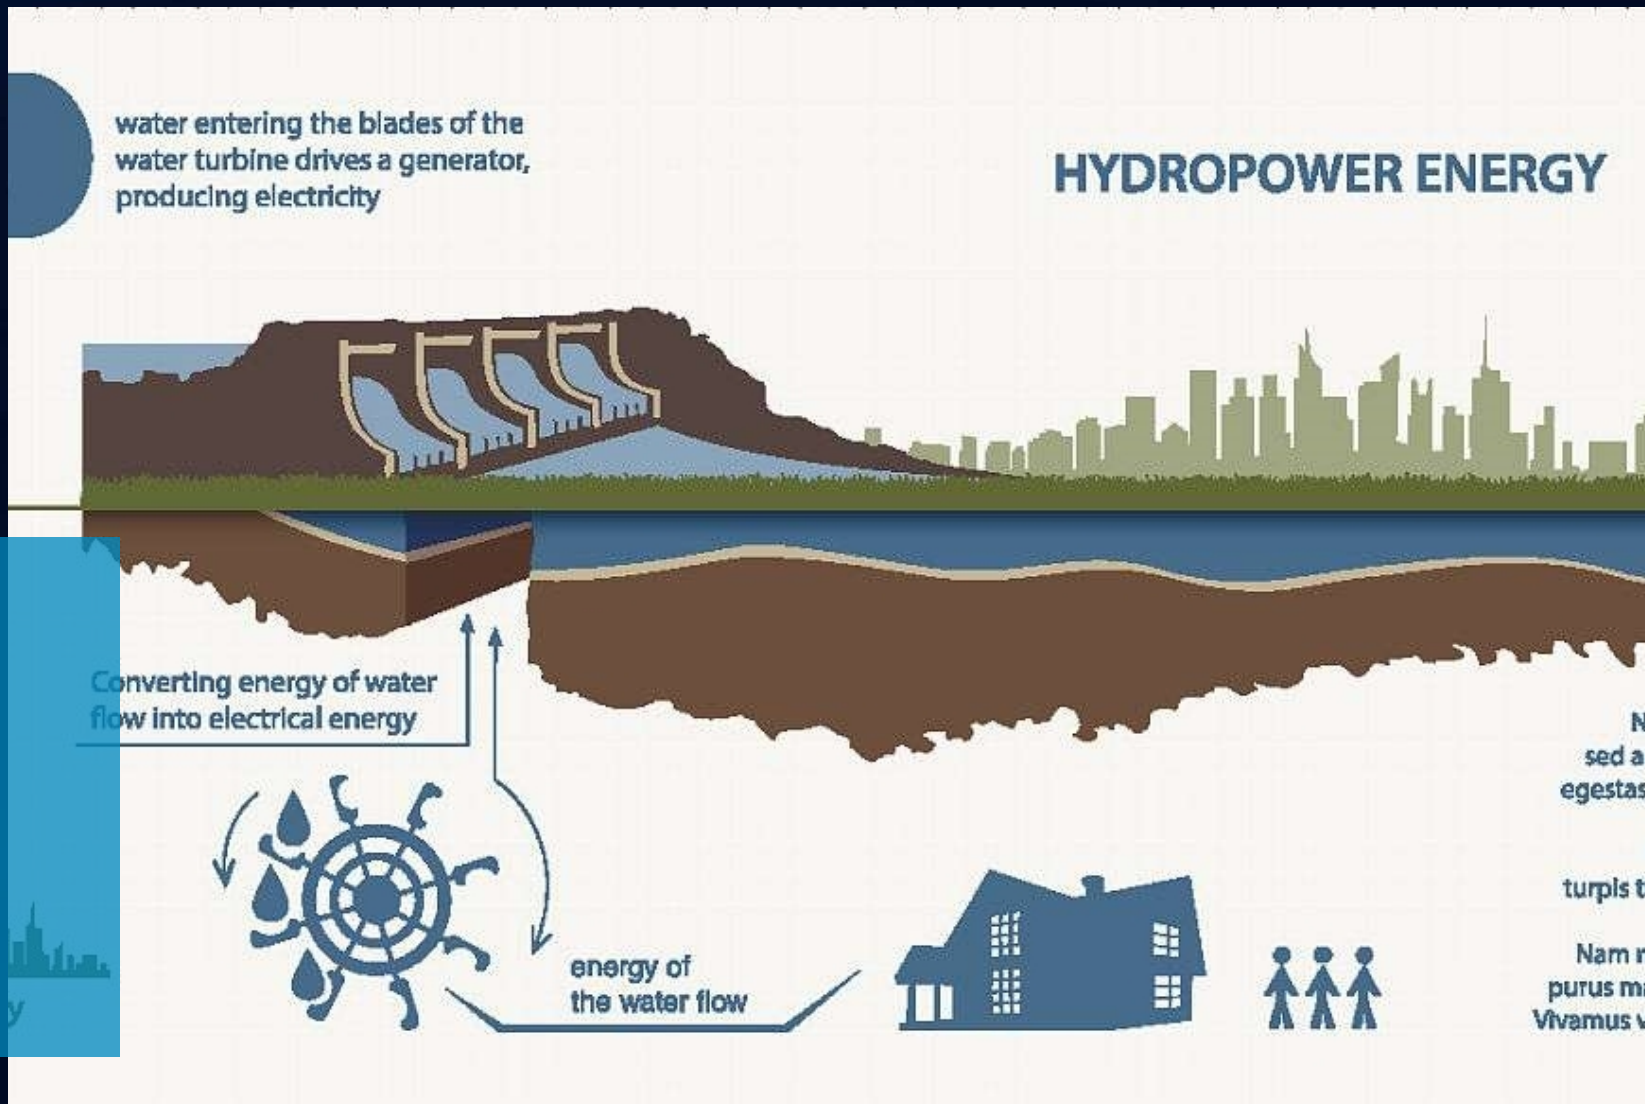 water entering the blades of the
water turbine drives a generator,
producing electricity
HYDROPOWER ENERGY
Converting energy of water
flow into electrical energy
energy of
the water flow
sed a
egestas
turpis t
Nam
purus
Vivamus